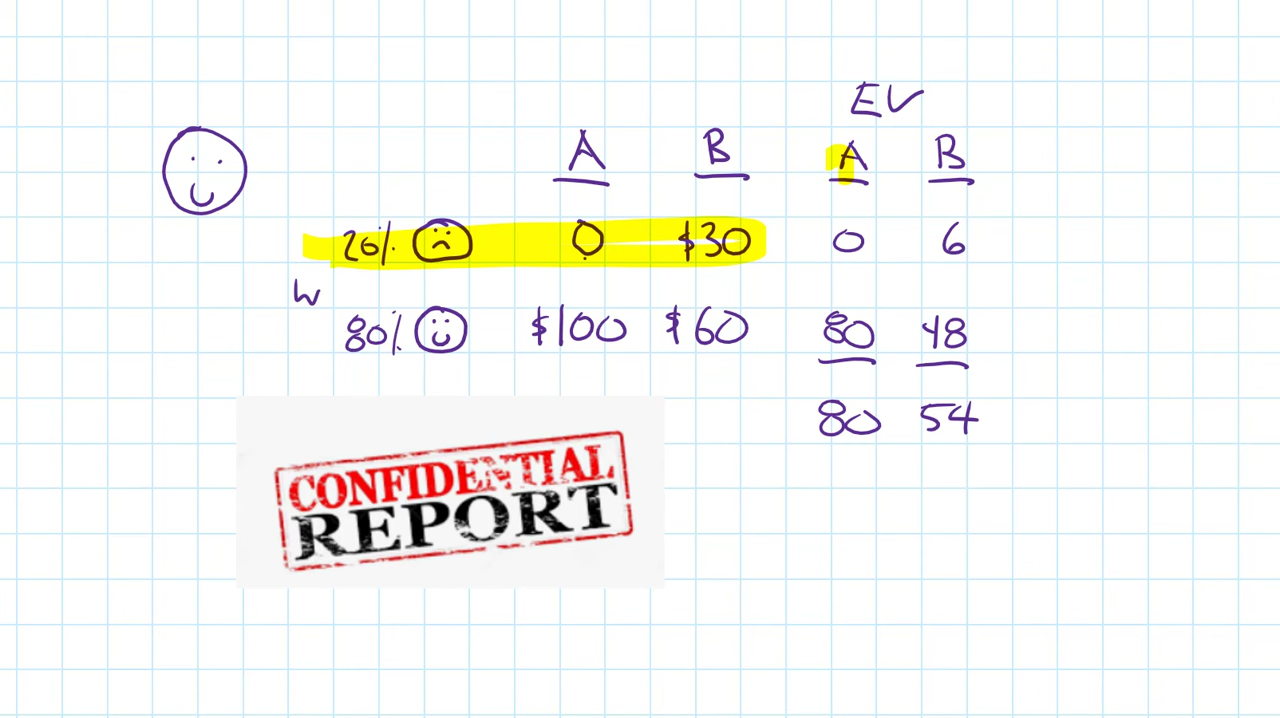 EV
A B A B
20% 0 $30 0 6
W
80% $100 $60 80 48
80 54
CONFIDENTIAL
REPORT